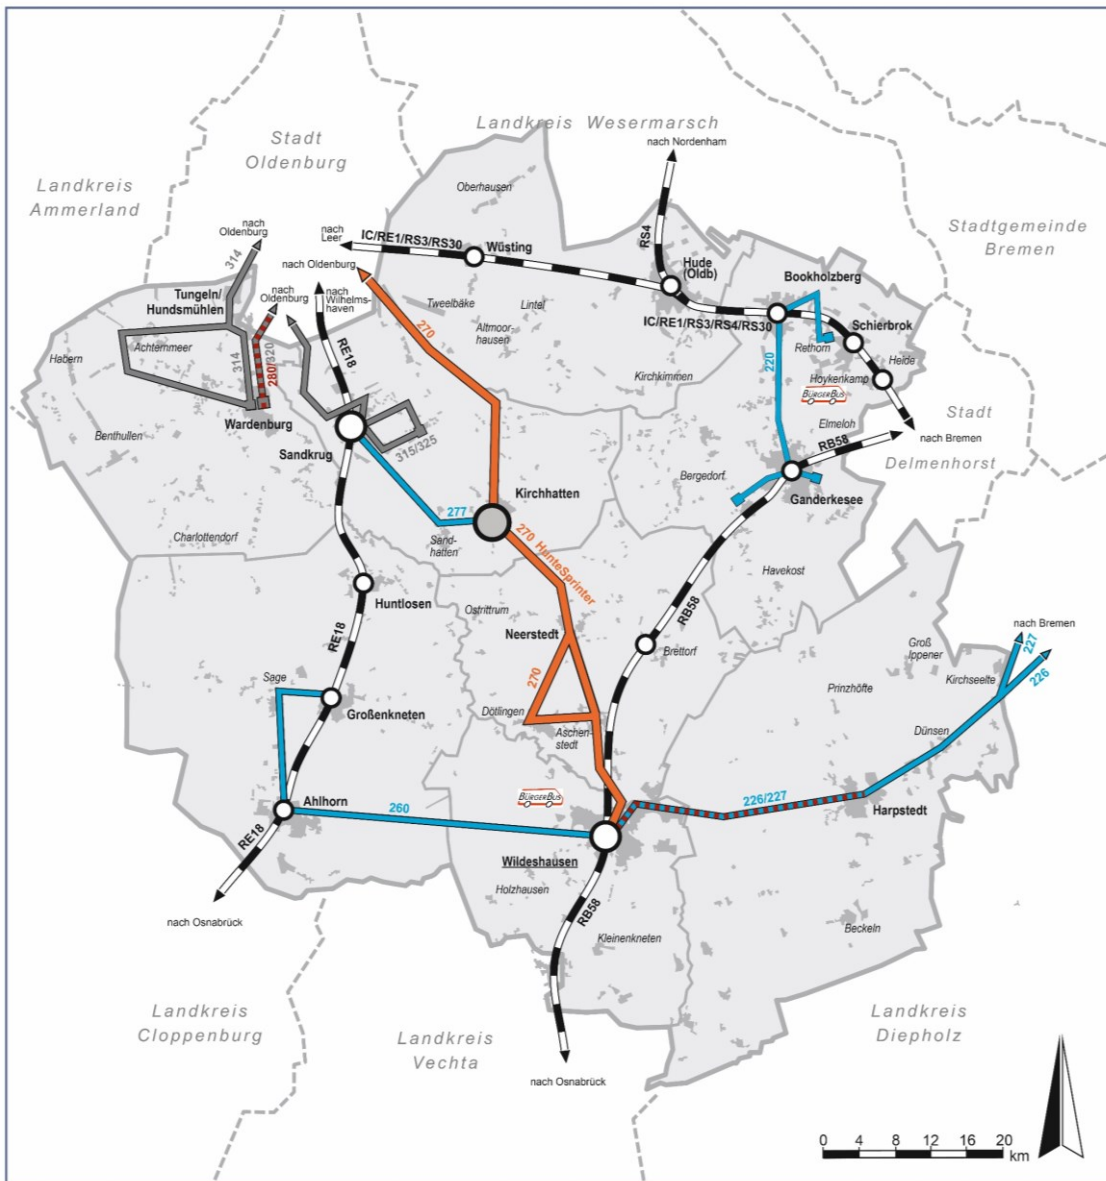 Landkreis Wesermarsch
nach Nordenham
Stadt
Oldenburg
Landkreis
Ammerland
Oberhausen
Stadtgemeinde
Bremen
nach
Oldenburg
314
nach
Leer
IC/RE1/RS3/RS30
Wüsting
RS4
Hude
(Oldb)
Bookholzberg
nach Oldenburg
Tungeln/
Hundsmühlen
nach
Oldenburg
nach
Wilhelms-
haven
Tweelbäke
Lintel
Altmoor-
hausen
IC/RE1/RS3/RS4/RS30
Schierbrok
270
RE18
Achternmeer
Habern
314
280/320
220
Rethorn
Heide
Hoykenkamp
Kirchkimmen
BÜRGERBUS
Wardenburg
Benthullen
Sandkrug
315/325
Elmeloh
Stadt
Delmenhorst
nach Bremen
RB58
Bergedorf
Ganderkesee
Kirchhatten
277
Sand-
hatten
Charlottendorf
270 HunteSprinter
Havekost
Huntlosen
Ostrittrum
RB58
RE18
Neerstedt
Brettorf
nach Bremen
227
226
Groß
Ippener
Kirchseelte
Prinzhöfte
Sage
270
Großenkneten
Dötlingen
Aschen-
stedt
Dünsen
BÜRGERBUS
226/227
Harpstedt
Ahlhorn
260
RE18
Wildeshausen
Holzhausen
nach Osnabrück
RB58
Kleinenkneten
Beckeln
Landkreis
Cloppenburg
Landkreis
Vechta
Landkreis
Diepholz
nach Osnabrück
0 4 8 12 16 20
km